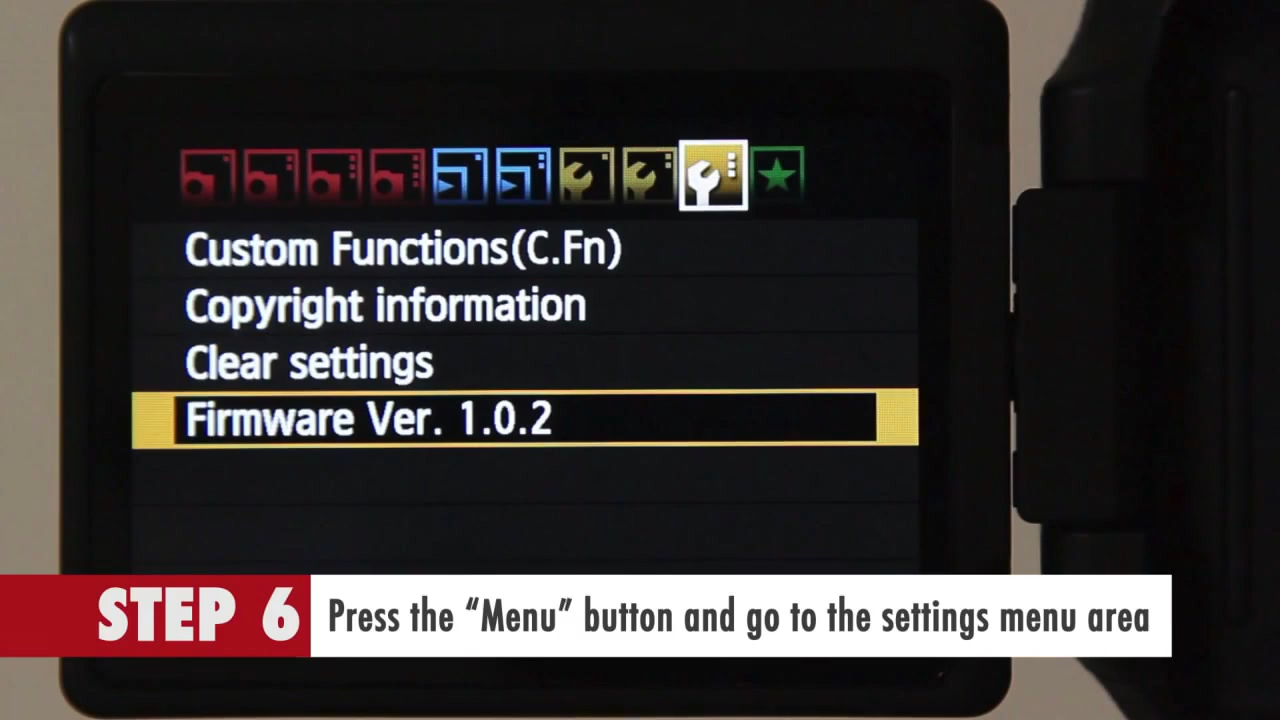 Custom Functions(C.Fn)
Copyright information
Clear settings
Firmware Ver. 1.0.2
STEP 6 Press the “Menu” button and go to the settings menu area